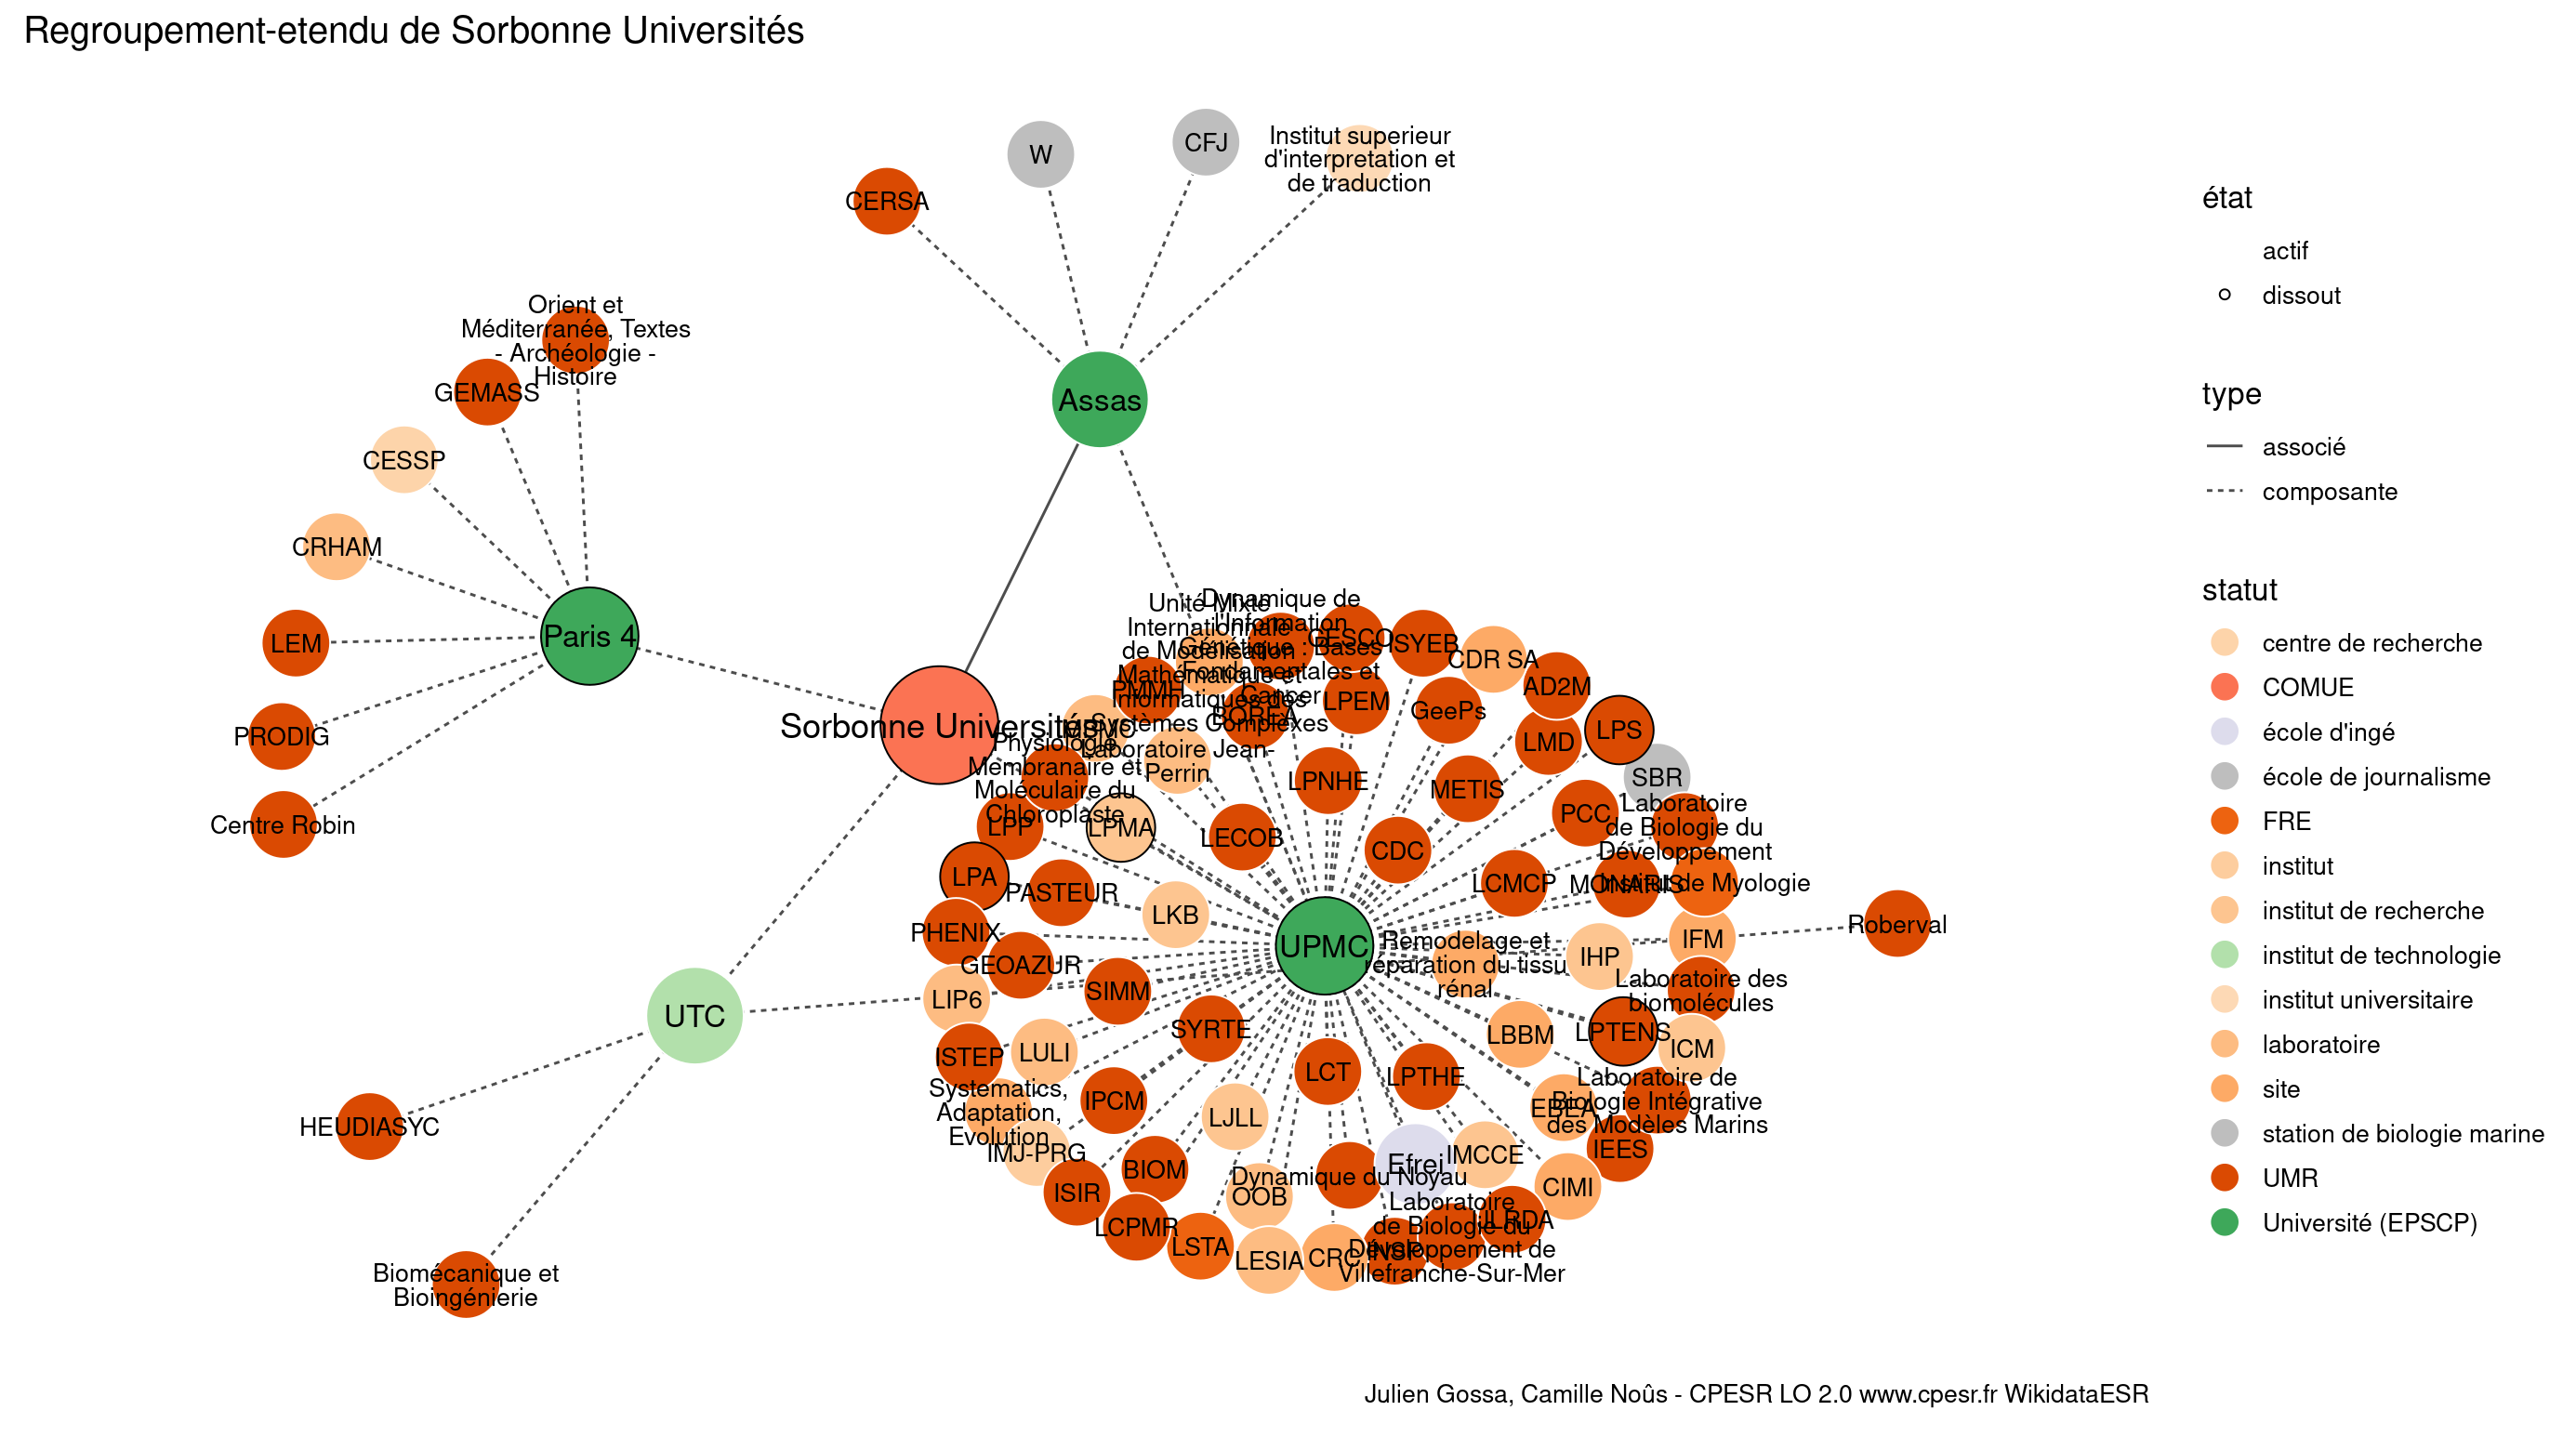 Regroupement-etendu de Sorbonne Universités
W
CFJ
Institut superieur
d'interpretation et
de traduction
CERSA
Assas
Orient et
Méditerranée, Textes
- Archéologie -
Histoire
GEMASS
CESSP
CRHAM
LEM
Paris 4
PRODIG
Centre Robin
Sorbonne Universités
UTC
HEUDIASYC
Biomécanique et
Bioingénierie
Unité Mixte
Internationnale
de Modélisation
Mathématique et
Informatiques des
Systèmes Complexes
Dynamique de
l'Information
Génétique : Bases
Fondamentales et
Cancer
GESCO
ISYEB
CDR SA
AD2M
PMMH
BOREA
LPEM
GeePs
LMD
LPS
SBR
Physiologie
Membranaire et
Moléculaire du
Chloroplaste
Laboratoire Jean-
Perrin
LPNHE
METIS
PCC
Laboratoire
de Biologie du
Développement
LPP
LPMA
LECOB
CDC
LPA
PASTEUR
LKB
LCMCP
MONARIS
Institut de Myologie
PHENIX
UPMC
Remodelage et
reparation du tissu
rénal
IHP
IFM
Roberval
GEOAZUR
LIP6
SIMM
Laboratoire des
biomolécules
SYRTE
LBBM
LPTENS
ICM
ISTEP
LULI
LCT
LPTHE
Systematics,
Adaptation,
Evolution
IPCM
LJLL
EBEA
Laboratoire de
Biologie Intégrative
des Modèles Marins
IMJ-PRG
BIOM
Efrei
IMCCE
IEES
ISIR
OOB
Dynamique du Noyau
CIMI
LCPMR
LSTA
LESIA
CRC
INSP
Laboratoire
de Biologie du
Développement de
Villefranche-Sur-Mer
état
actif
dissout
type
associé
composante
statut
centre de recherche
COMUE
école d'ingé
école de journalisme
FRE
institut
institut de recherche
institut de technologie
institut universitaire
laboratoire
site
station de biologie marine
UMR
Université (EPSCP)
Julien Gossa, Camille Noûs - CPESR LO 2.0 www.cpesr.fr WikidataESR